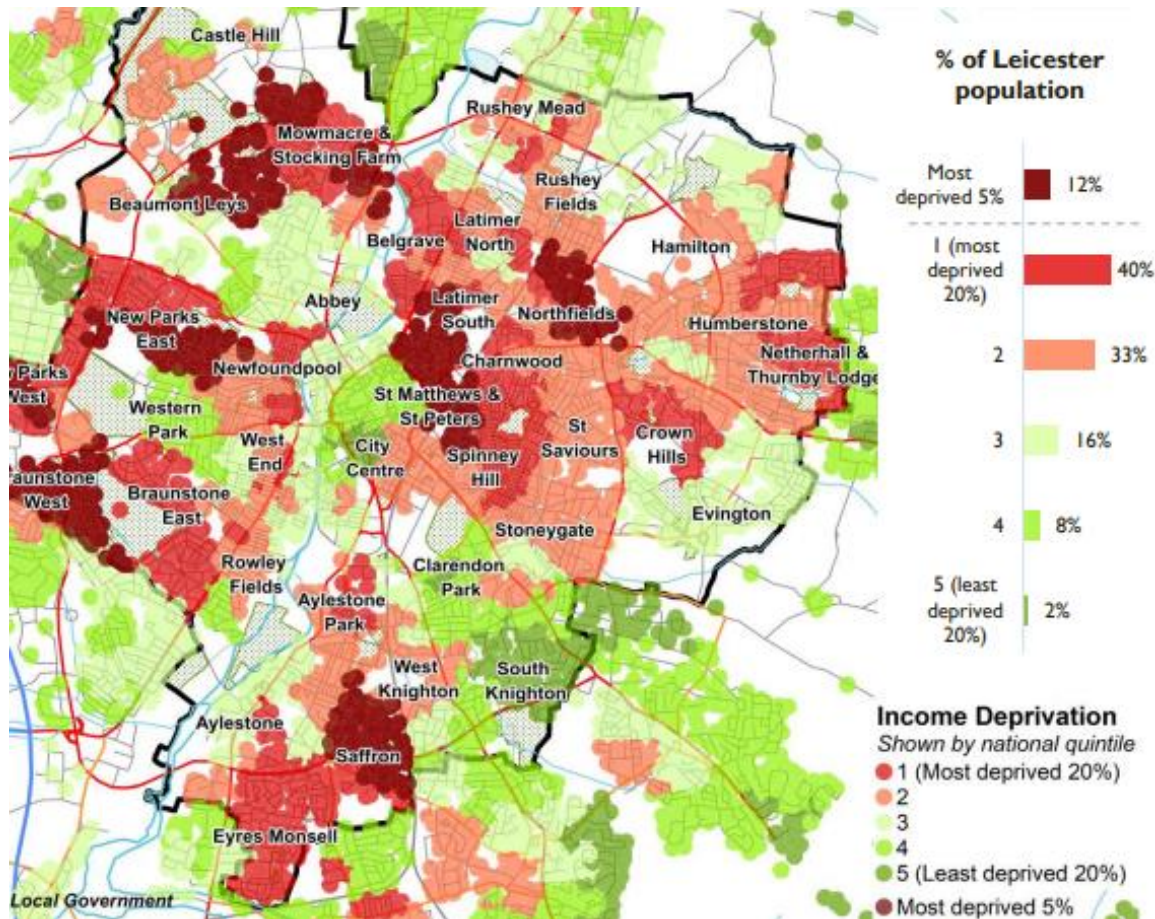 Castle Hill
Rushey Mead
Mowmacre &
Stocking Farm
Rushey
Fields
Beaumont Leys
Latimer
North
Belgrave
Hamilton
Abbey
Latimer
South
New Parks
East
Northfields
Humberstone
Newfoundpool
Charnwood
Netherhall &
Thurnby Lodge
Parks
West
St Matthews &
St Peters
Western
Park
St
Saviours
Crown
Hills
West
End
City
Centre
Spinney
Hill
West
Braunstone
East
Evington
Stoneygate
Rowley
Fields
Clarendon
Park
Aylestone
Park
West
Knighton
South
Knighton
Aylestone
Saffron
Eyres Monsell
Local Government
% of Leicester
population
Most
deprived 5%
12%
1 (most
deprived
20%)
40%
2
33%
3
16%
4
8%
5 (least
deprived
20%)
2%
Income Deprivation
Shown by national quintile
1 (Most deprived 20%)
2
3
4
5 (Least deprived 20%)
Most deprived 5%